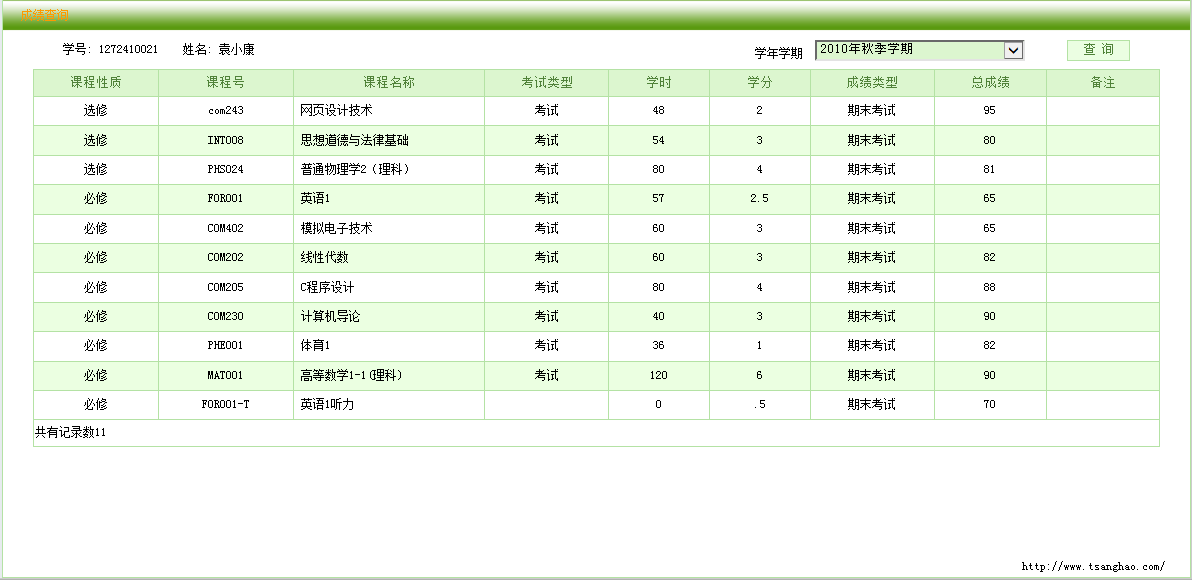 成绩查询
学号: 1272410021 姓名: 袁小康 学年学期 2010年秋季学期 查 询
课程性质 课程号 课程名称 考试类型 学时 学分 成绩类型 总成绩 备注
选修 com243 网页设计技术 考试 48 2 期末考试 95
选修 INT008 思想道德与法律基础 考试 54 3 期末考试 80
选修 PHS024 普通物理学2（理科） 考试 80 4 期末考试 81
必修 FOR001 英语1 考试 57 2.5 期末考试 65
必修 COM402 模拟电子技术 考试 60 3 期末考试 65
必修 COM202 线性代数 考试 60 3 期末考试 82
必修 COM205 C程序设计 考试 80 4 期末考试 88
必修 COM230 计算机导论 考试 40 3 期末考试 90
必修 PHE001 体育1 考试 36 1 期末考试 82
必修 MAT001 高等数学1-1(理科） 考试 120 6 期末考试 90
必修 FOR001-T 英语1听力 0 .5 期末考试 70
共有记录数11
http://www.tsanghao.com/